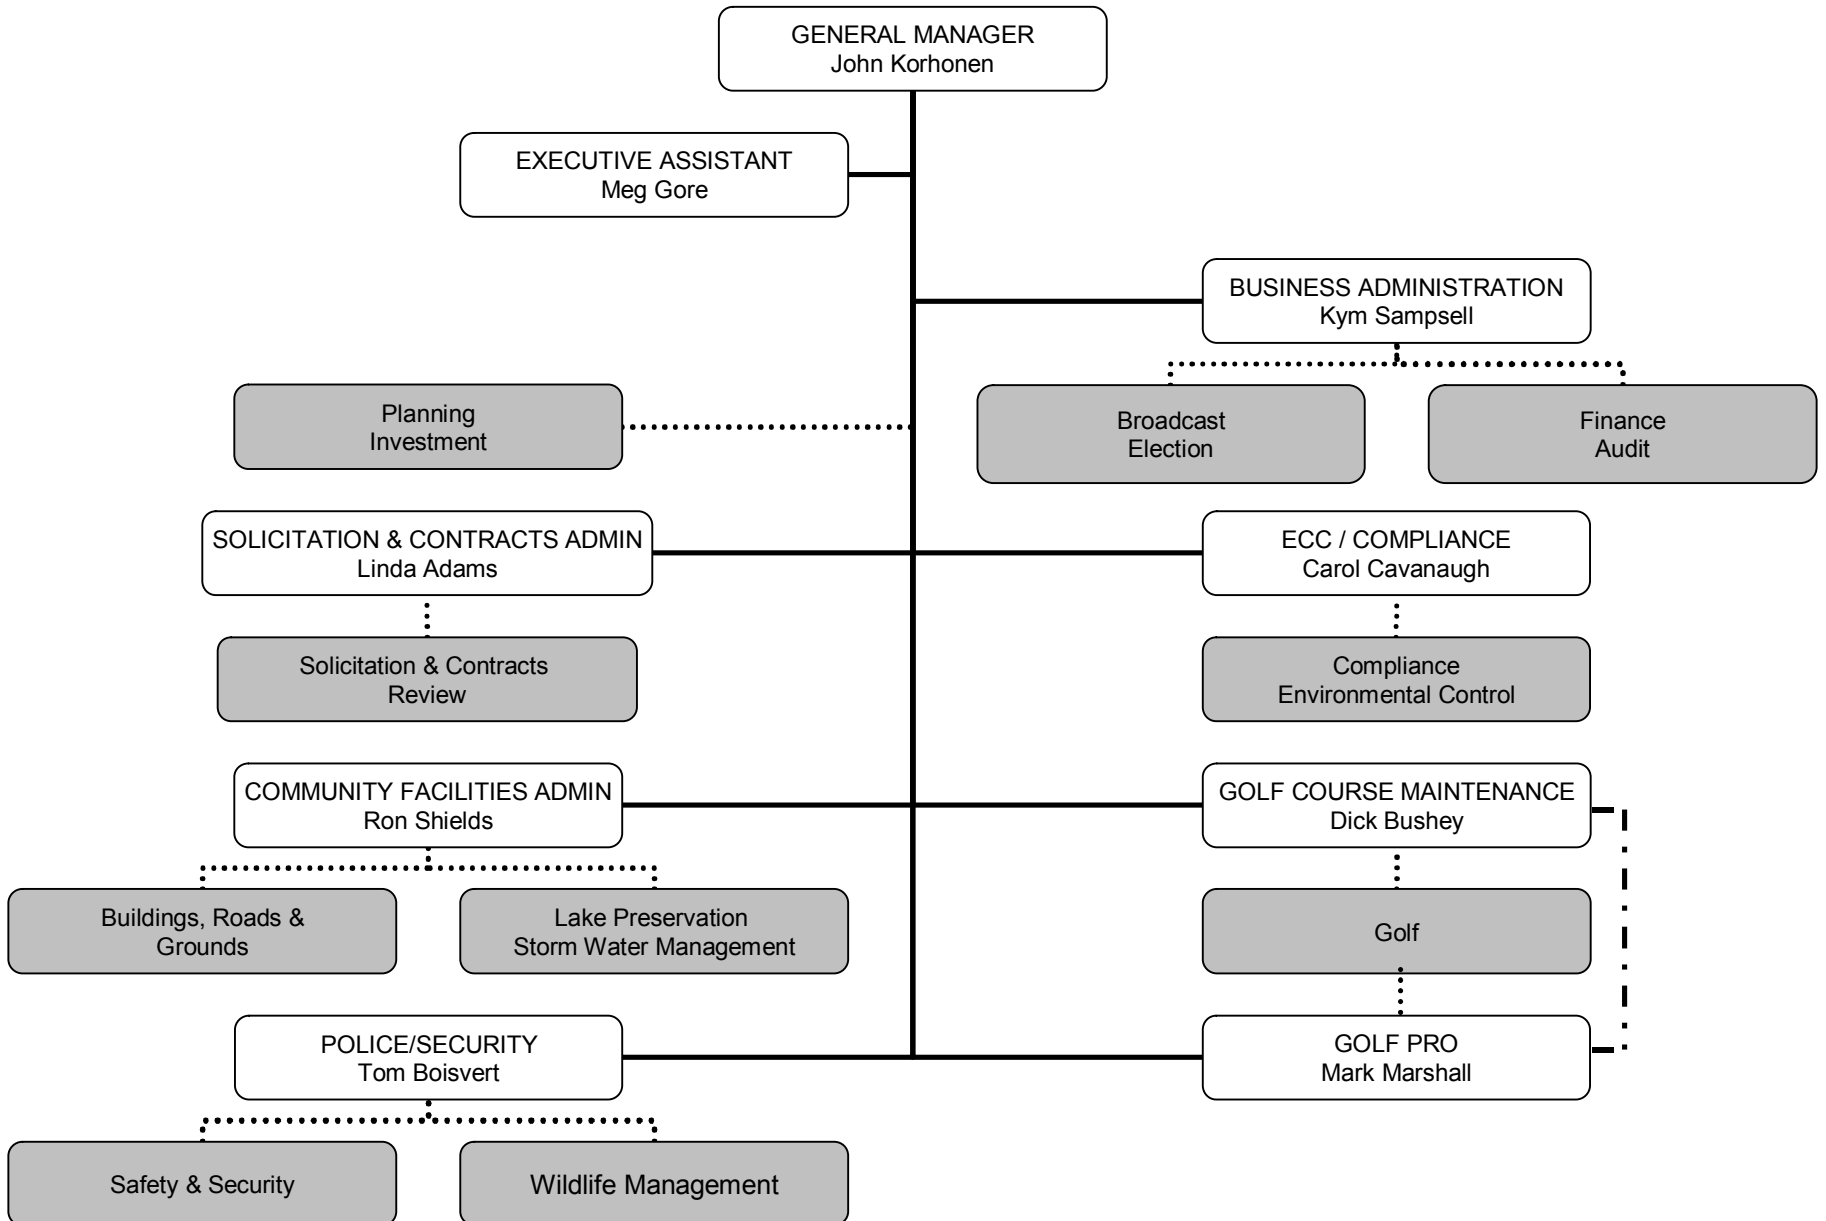 GENERAL MANAGER
John Korhonen
EXECUTIVE ASSISTANT
Meg Gore
BUSINESS ADMINISTRATION
Kym Sampsell
Planning
Investment
Broadcast
Election
Finance
Audit
SOLICITATION & CONTRACTS ADMIN
Linda Adams
ECC / COMPLIANCE
Carol Cavanaugh
Solicitation & Contracts
Review
Compliance
Environmental Control
COMMUNITY FACILITIES ADMIN
Ron Shields
GOLF COURSE MAINTENANCE
Dick Bushey
Buildings, Roads &
Grounds
Lake Preservation
Storm Water Management
Golf
POLICE/SECURITY
Tom Boisvert
GOLF PRO
Mark Marshall
Safety & Security
Wildlife Management